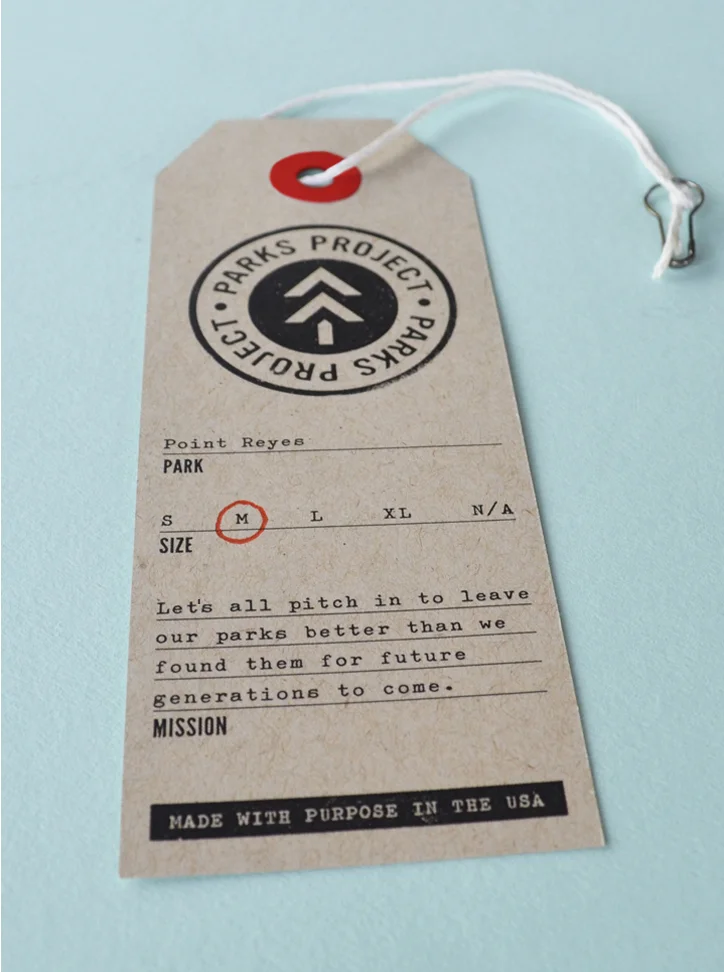 PARKS PROJECT • PARKS PROJECT •
Point Reyes
PARK
S M L XL N/A
SIZE
Let's all pitch in to leave
our parks better than we
found them for future
generations to come.
MISSION
MADE WITH PURPOSE IN THE USA